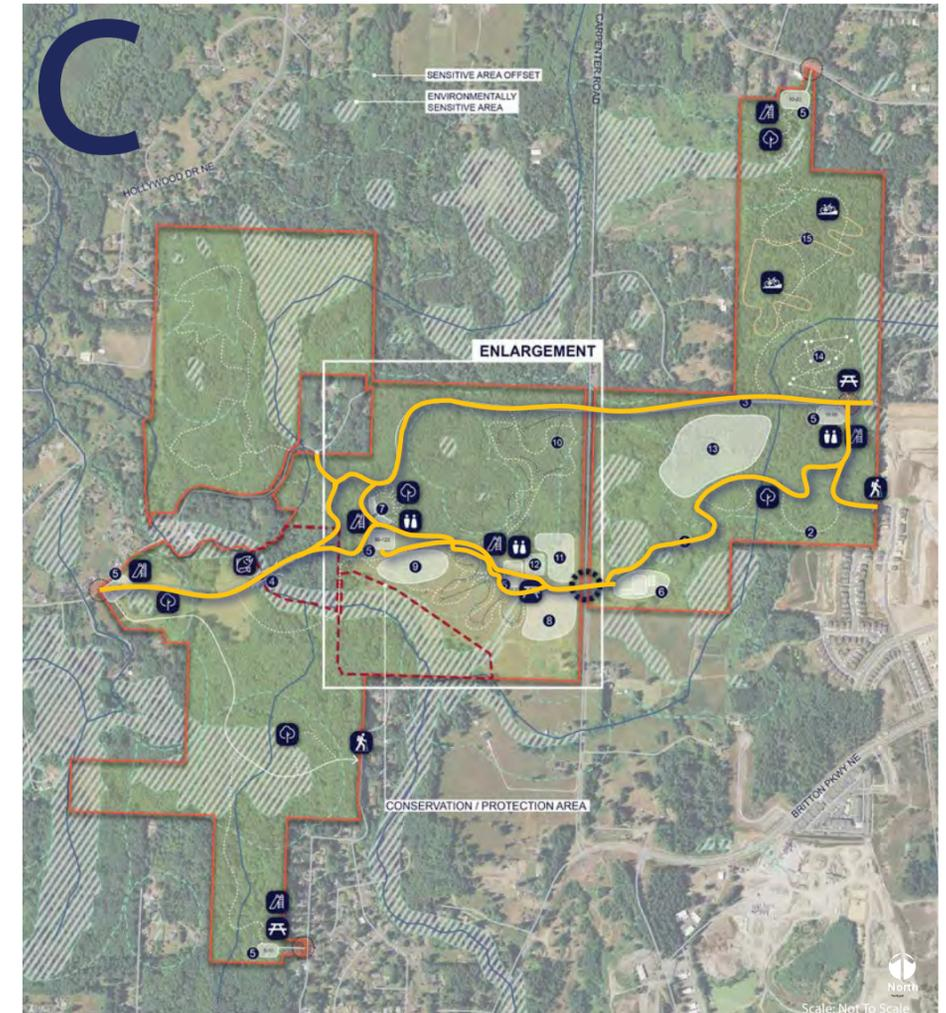 C
SENSITIVE AREA OFFSET
ENVIRONMENTALLY
SENSITIVE AREA
CARPENTER ROAD
HOLLYWOOD DR NE
5
15
ENLARGEMENT
14
3
5
10
13
7
2
5
9
11
12
5
4
6
8
CONSERVATION / PROTECTION AREA
BRITTON PKWY NE
5
North
Scale: Not To Scale